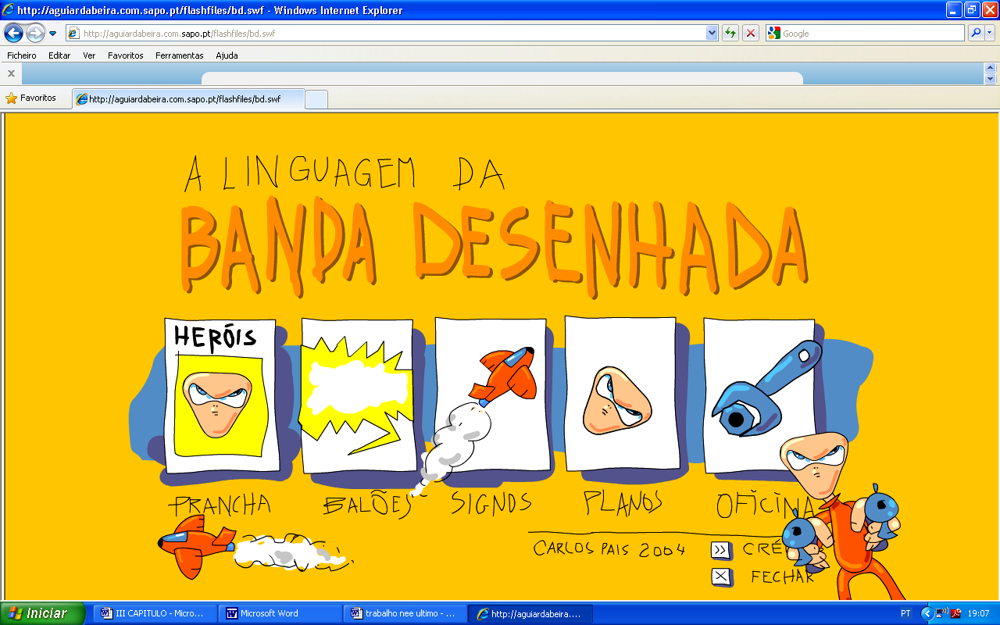 http://aguiardabeira.com.sapo.pt/flashfiles/bd.swf - Windows Internet Explorer
http://aguiardabeira.com.sapo.pt/flashfiles/bd.swf
Google
Ficheiro Editar Ver Favoritos Ferramentas Ajuda
x
Favoritos
http://aguiardabeira.com.sapo.pt/flashfiles/bd.swf
A LINGUAGEM DA
BANDA DESENHADA
HERÓIS
PRANCHA BALÕES SIGNOS PLANOS OFICINA
CARLOS PAIS 2004 CRÉ
FECHAR
Iniciar III CAPITULO - Micro... Microsoft Word trabalho nee ultimo - ... http://aguiardabeira.... PT 19:07